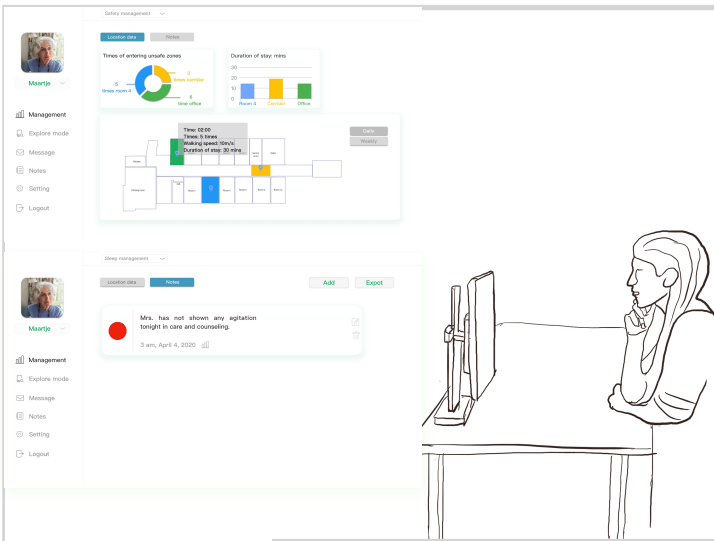 Safety management
Location data
Notes
Maartje
Management
Explore mode
Message
Notes
Setting
Logout
Times of entering unsafe zones
5
times room 4
2
times corridor
6
time office
Duration of stay: mins
30
20
10
0
Room 4
Corridor
Office
Time: 02:00
Times: 5 times
Walking speed: 10m/s
Duration of stay: 30 mins
Daily
Weekly
Sleep management
Location data
Notes
Add
Expot
Maartje
Management
Explore mode
Message
Notes
Setting
Logout
Mrs. has not shown any agitation
tonight in care and counseling.
3 am, April 4, 2020